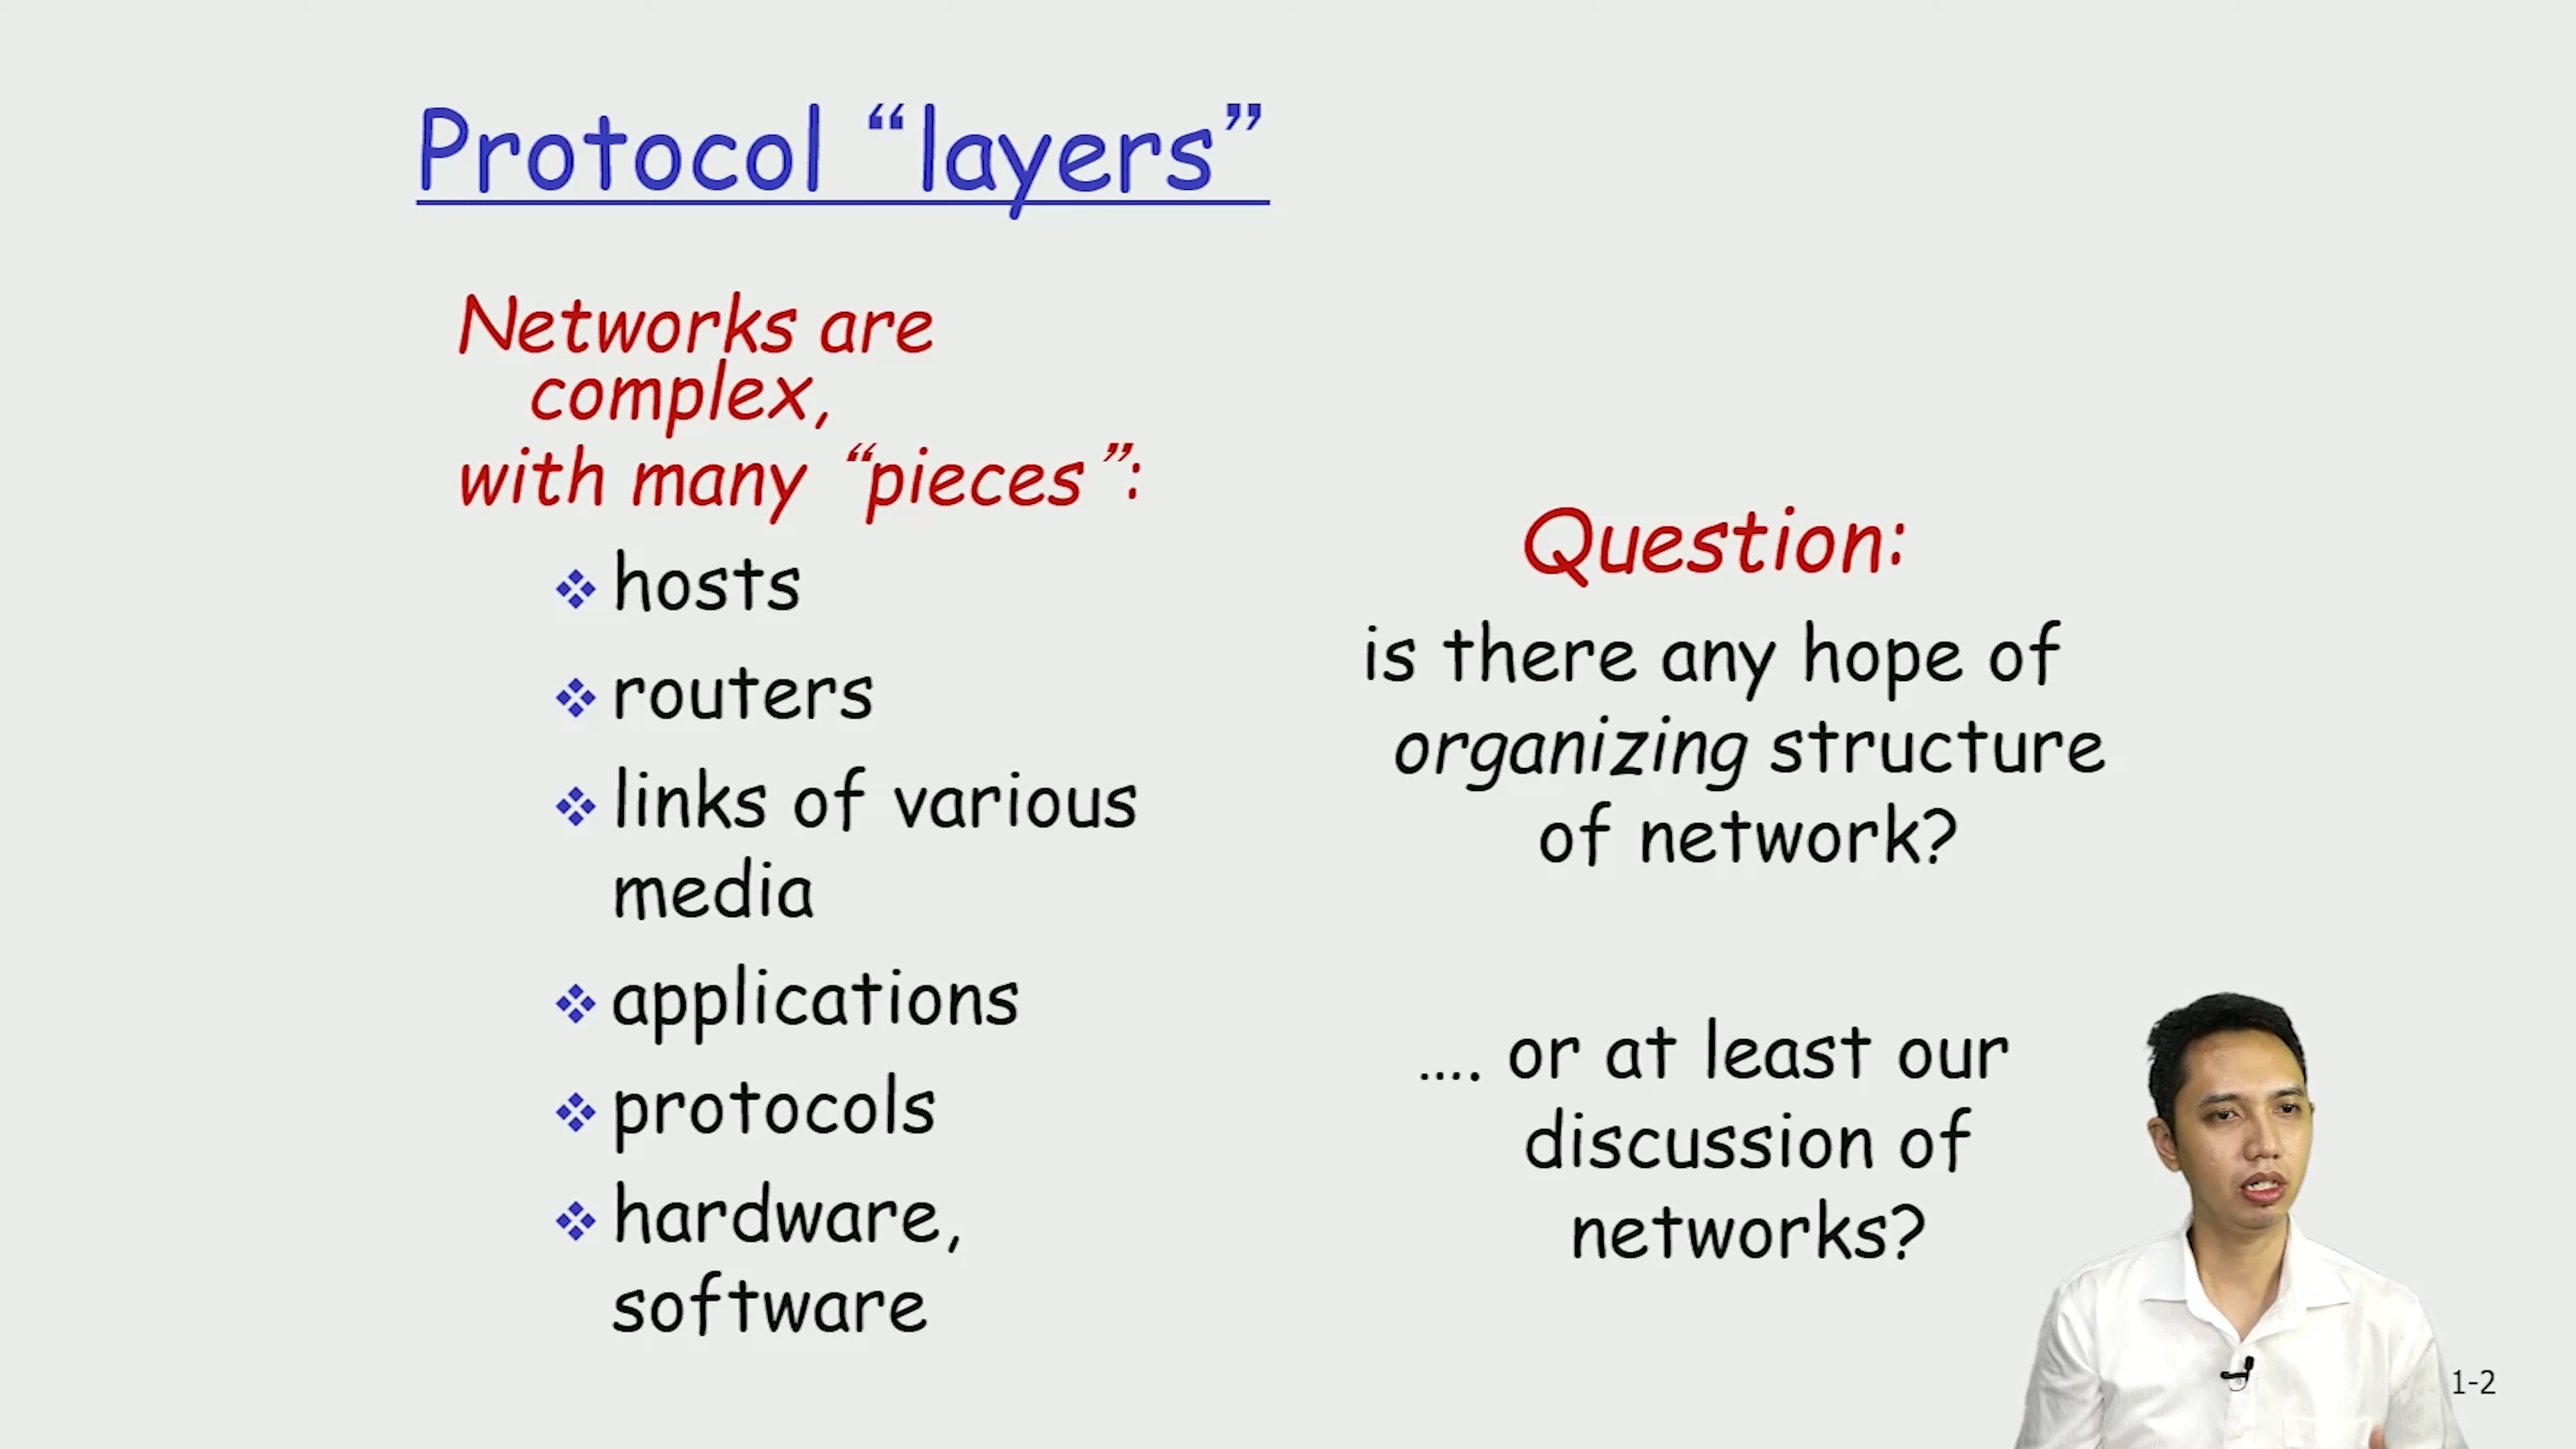 Protocol “layers”
Networks are
complex,
with many “pieces”:
hosts
routers
links of various
media
applications
protocols
hardware,
software
Question:
is there any hope of
organizing structure
of network?
.... or at least our
discussion of
networks?
1-2